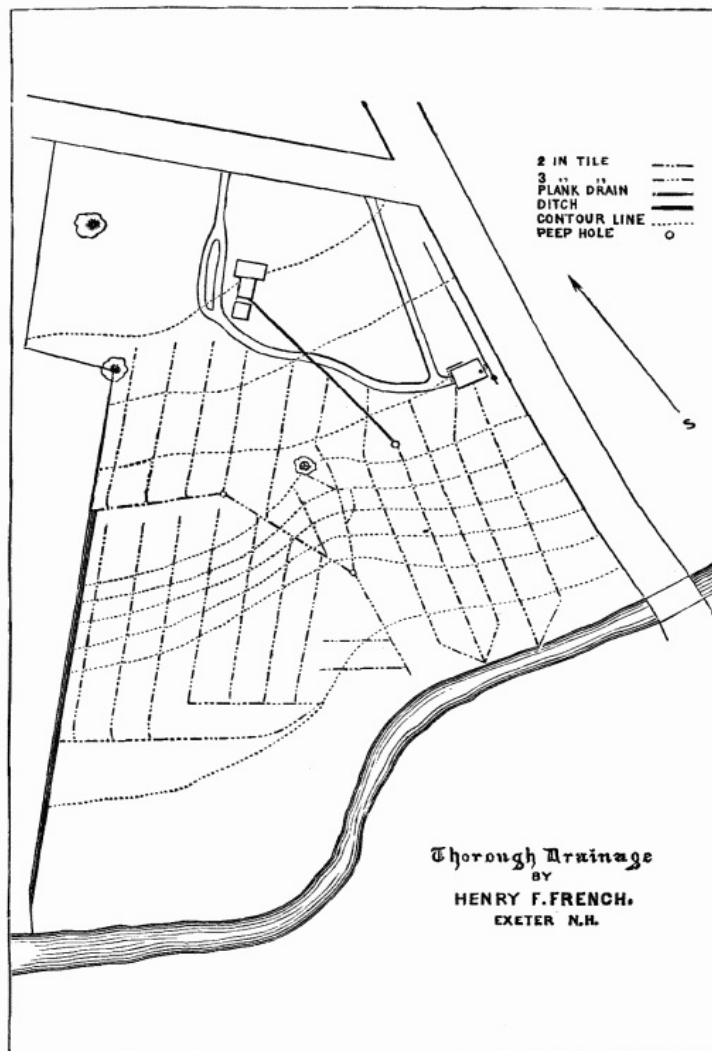 2 IN TILE
3 " "
PLANK DRAIN
DITCH
CONTOUR LINE
PEEP HOLE
S
Thorough Drainage
BY
HENRY F. FRENCH.
EXETER N.H.